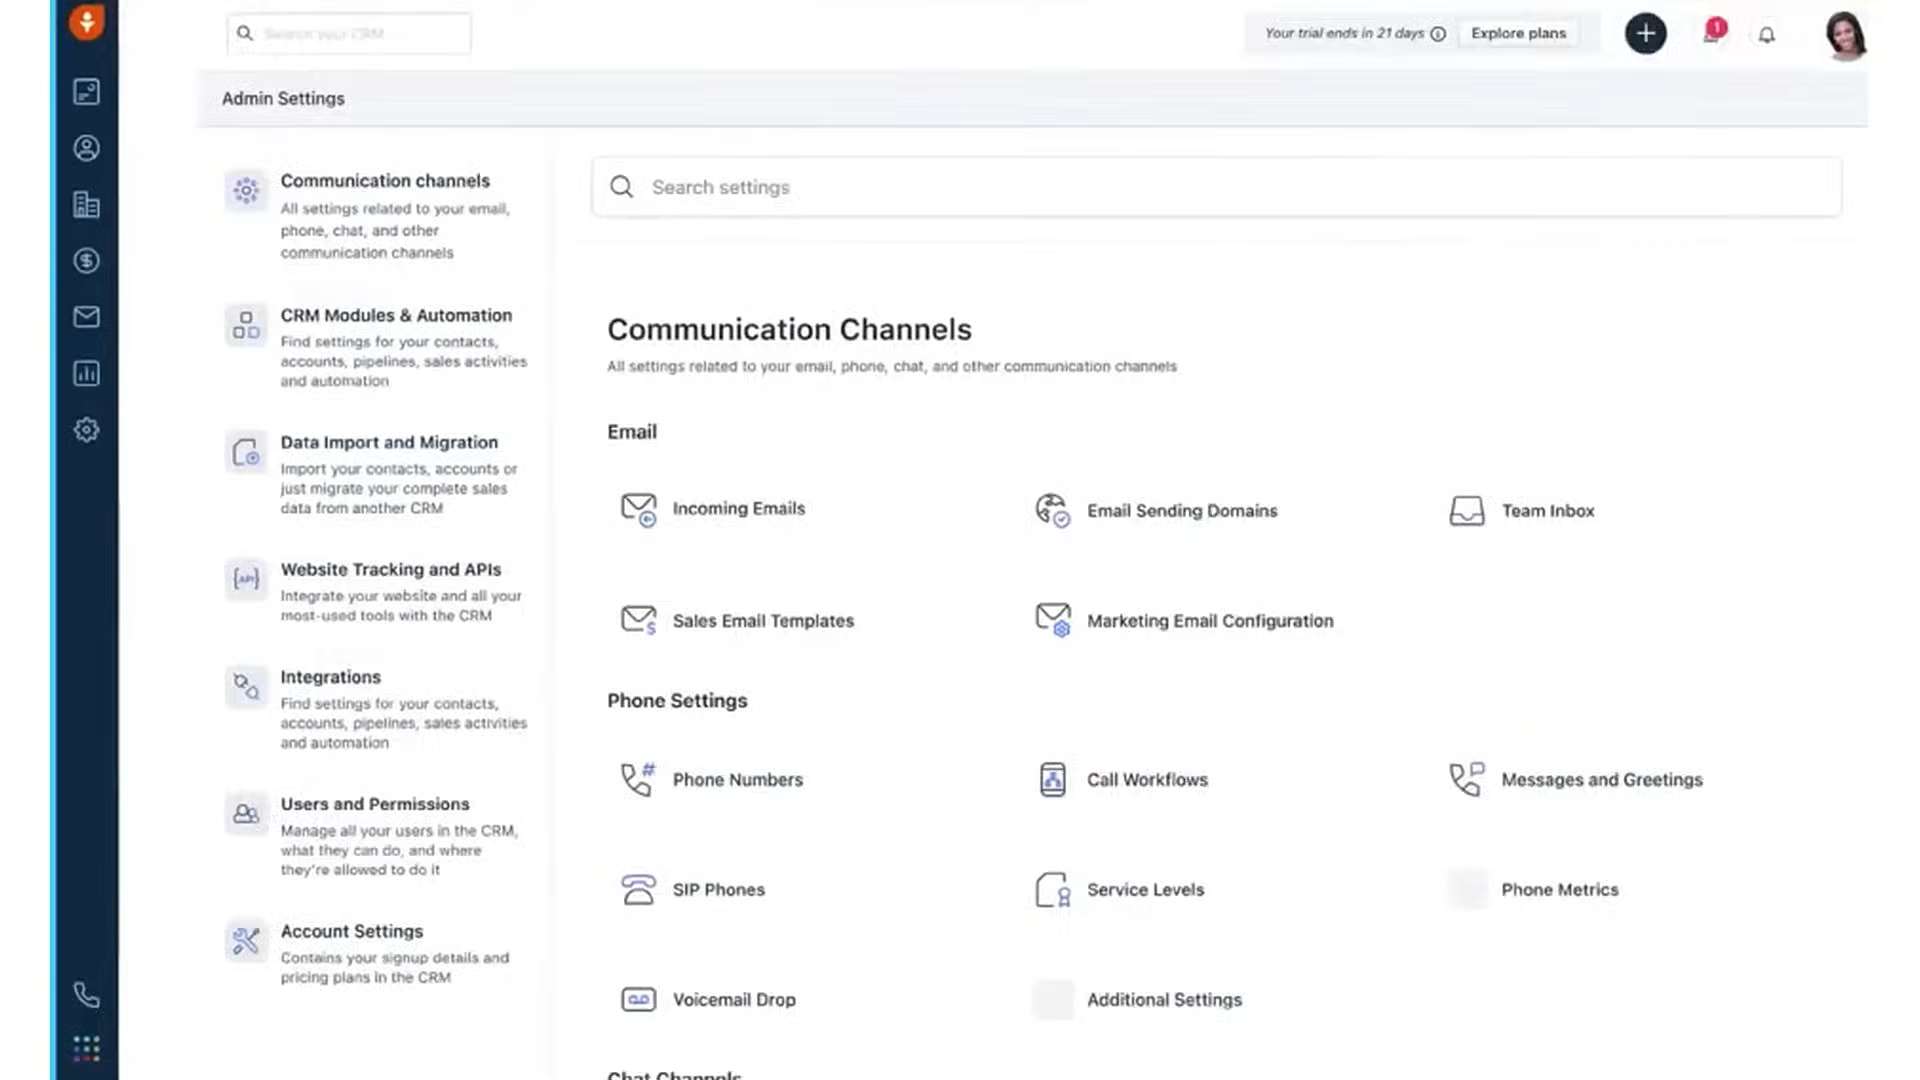 Search your CRM
Your trial ends in 21 days
Explore plans
1
Admin Settings
Communication channels
All settings related to your email,
phone, chat, and other
communication channels
CRM Modules & Automation
Find settings for your contacts,
accounts, pipelines, sales activities
and automation
Data Import and Migration
Import your contacts, accounts or
just migrate your complete sales
data from another CRM
{API}
Website Tracking and APIs
Integrate your website and all your
most-used tools with the CRM
Integrations
Find settings for your contacts,
accounts, pipelines, sales activities
and automation
Users and Permissions
Manage all your users in the CRM,
what they can do, and where
they're allowed to do it
Account Settings
Contains your signup details and
pricing plans in the CRM
Search settings
Communication Channels
All settings related to your email, phone, chat, and other communication channels
Email
Incoming Emails
Email Sending Domains
Team Inbox
Sales Email Templates
Marketing Email Configuration
Phone Settings
Phone Numbers
Call Workflows
Messages and Greetings
SIP Phones
Service Levels
Phone Metrics
Voicemail Drop
Additional Settings
Chat Channels